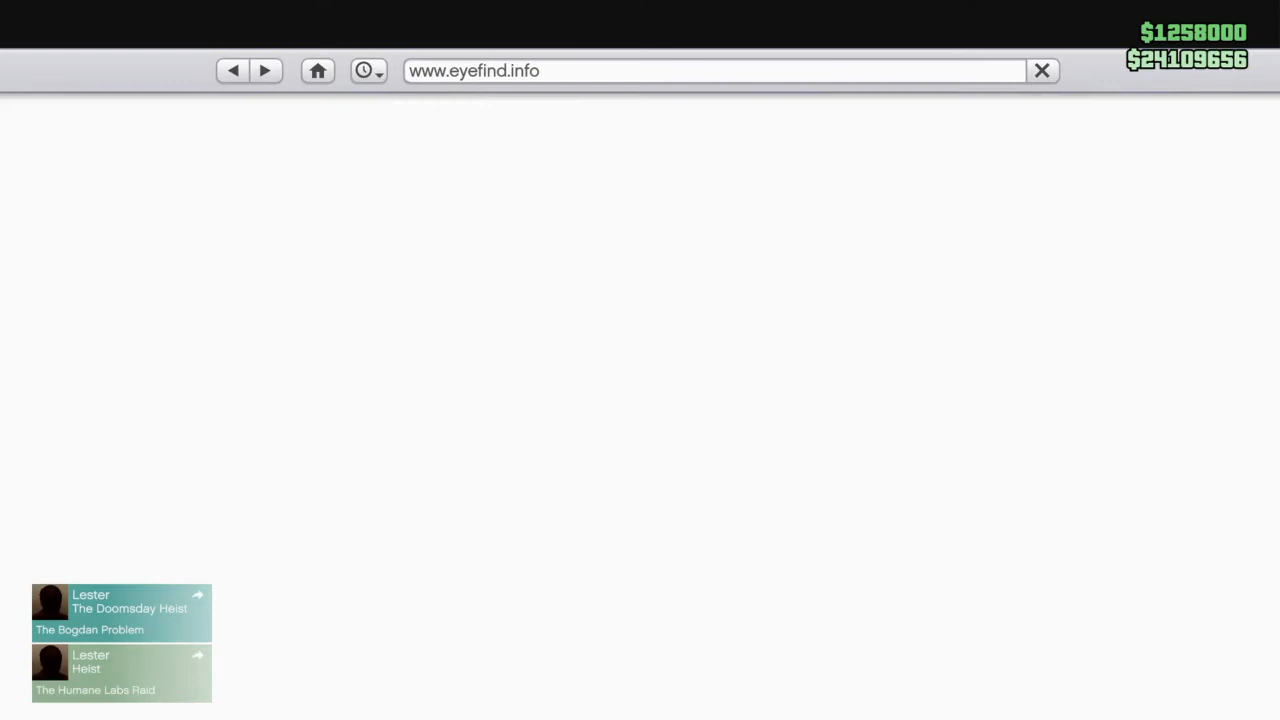 $1258000
$24109656
www.eyefind.info
Lester
The Doomsday Heist
The Bogdan Problem
Lester
Heist
The Humane Labs Raid